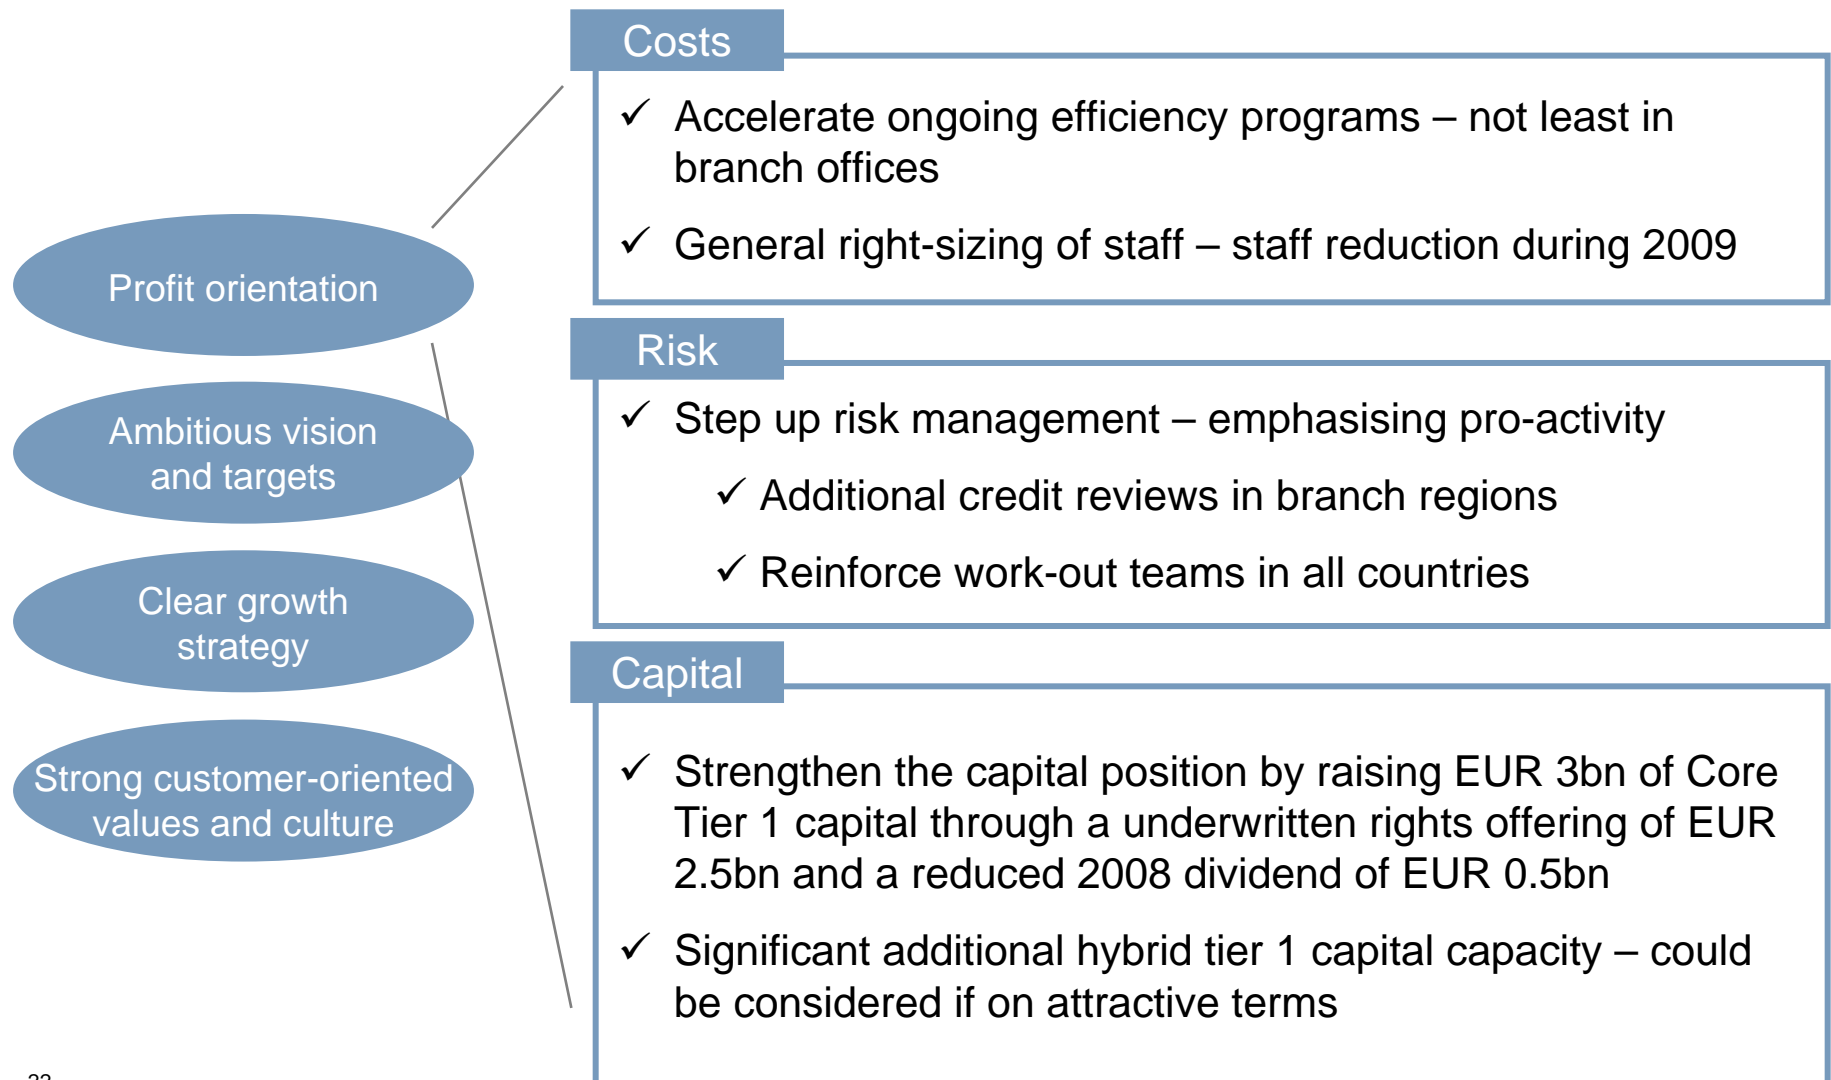 Costs
✓ Accelerate ongoing efficiency programs – not least in
branch offices
✓ General right-sizing of staff – staff reduction during 2009
Profit orientation
Risk
Ambitious vision
and targets
✓ Step up risk management – emphasising pro-activity
✓ Additional credit reviews in branch regions
✓ Reinforce work-out teams in all countries
Clear growth
strategy
Capital
Strong customer-oriented
values and culture
✓ Strengthen the capital position by raising EUR 3bn of Core
Tier 1 capital through a underwritten rights offering of EUR
2.5bn and a reduced 2008 dividend of EUR 0.5bn
✓ Significant additional hybrid tier 1 capital capacity – could
be considered if on attractive terms